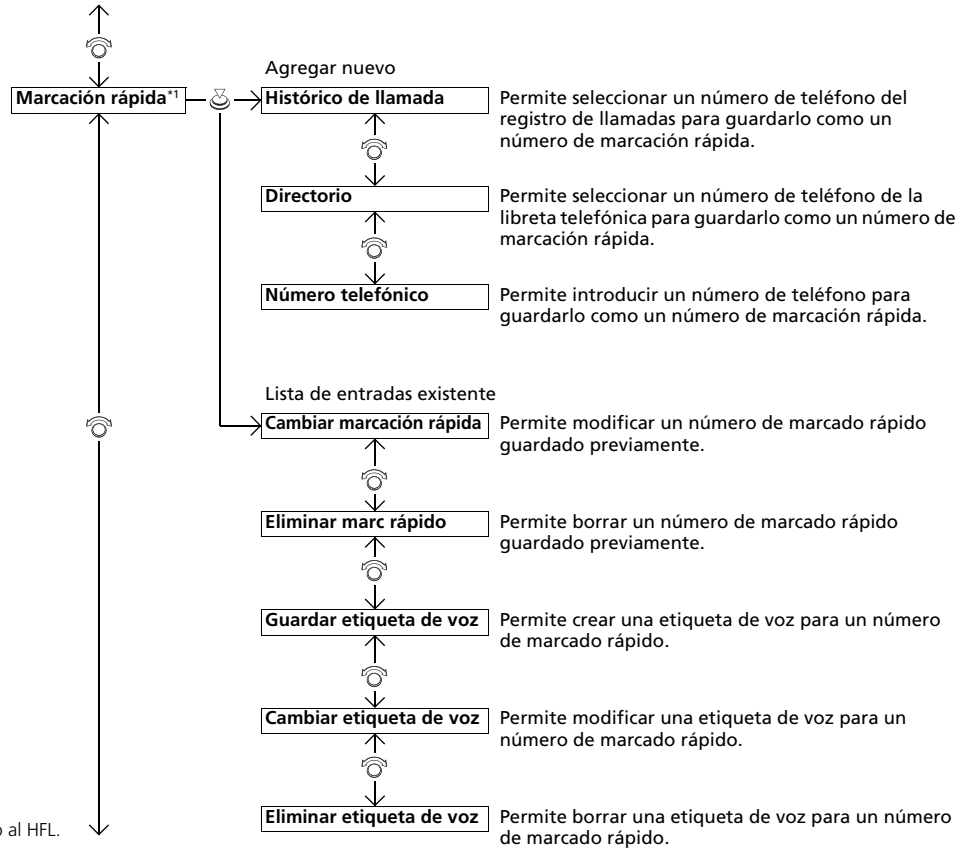 Agregar nuevo
Marcación rápida*1
Histórico de llamada
Permite seleccionar un número de teléfono del
registro de llamadas para guardarlo como un
número de marcación rápida.
Directorio
Permite seleccionar un número de teléfono de la
libreta telefónica para guardarlo como un número de
marcación rápida.
Número telefónico
Permite introducir un número de teléfono para
guardarlo como un número de marcación rápida.
Lista de entradas existente
Cambiar marcación rápida
Permite modificar un número de marcado rápido
guardado previamente.
Eliminar marc rápido
Permite borrar un número de marcado rápido
guardado previamente.
Guardar etiqueta de voz
Permite crear una etiqueta de voz para un número
de marcado rápido.
Cambiar etiqueta de voz
Permite modificar una etiqueta de voz para un
número de marcado rápido.
Eliminar etiqueta de voz
Permite borrar una etiqueta de voz para un número
de marcado rápido.
al HFL.